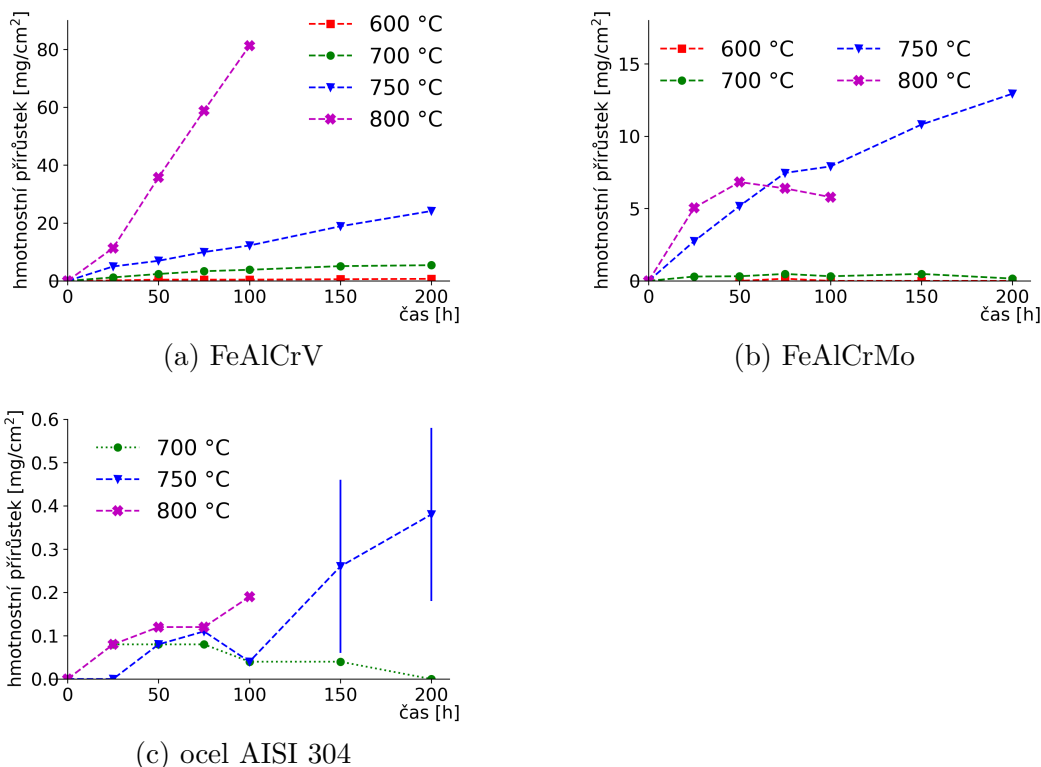 hmotnostní přírůstek [mg/cm²]
80
60
40
20
0
600 °C
700 °C
750 °C
800 °C
0 50 100 150 200
čas [h]
(a) FeAlCrV
hmotnostní přírůstek [mg/cm²]
15
10
5
0
600 °C 750 °C
700 °C 800 °C
0 50 100 150 200
čas [h]
(b) FeAlCrMo
hmotnostní přírůstek [mg/cm²]
0.6
0.5
0.4
0.3
0.2
0.1
0.0
700 °C
750 °C
800 °C
0 50 100 150 200
čas [h]
(c) ocel AISI 304